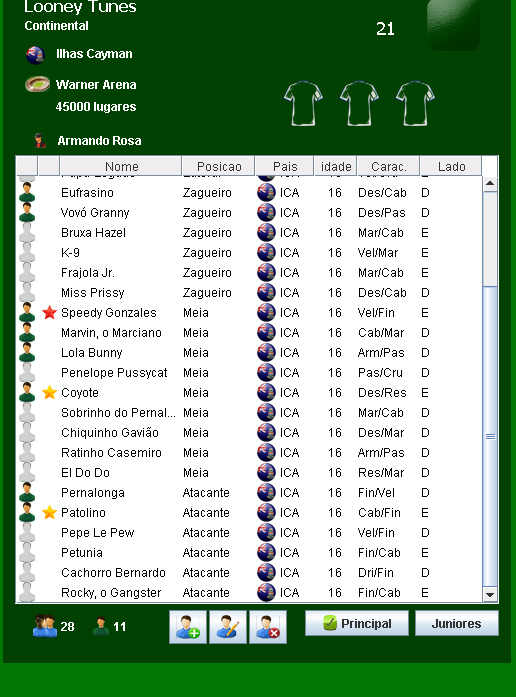 Looney Tunes
Continental
21
Ilhas Cayman
Warner Arena
45000 lugares
Armando Rosa
Nome Posicao Pais idade Carac. Lado
Eufrasino Zagueiro ICA 16 Des/Cab D
Vovó Granny Zagueiro ICA 16 Des/Pas D
Bruxa Hazel Zagueiro ICA 16 Mar/Cab E
K-9 Zagueiro ICA 16 Vel/Mar E
Frajola Jr. Zagueiro ICA 16 Mar/Cab E
Miss Prissy Zagueiro ICA 16 Des/Cab D
Speedy Gonzales Meia ICA 16 Vel/Fin E
Marvin, o Marciano Meia ICA 16 Cab/Mar D
Lola Bunny Meia ICA 16 Arm/Pas D
Penelope Pussycat Meia ICA 16 Pas/Cru D
Coyote Meia ICA 16 Des/Res E
Sobrinho do Pernal... Meia ICA 16 Mar/Cab D
Chiquinho Gavião Meia ICA 16 Des/Mar D
Ratinho Casemiro Meia ICA 16 Arm/Pas D
El Do Do Meia ICA 16 Res/Mar D
Pernalonga Atacante ICA 16 Fin/Vel D
Patolino Atacante ICA 16 Cab/Fin E
Pepe Le Pew Atacante ICA 16 Vel/Fin D
Petunia Atacante ICA 16 Fin/Cab E
Cachorro Bernardo Atacante ICA 16 Dri/Fin D
Rocky, o Gangster Atacante ICA 16 Fin/Cab E
28 11 Principal Juniores